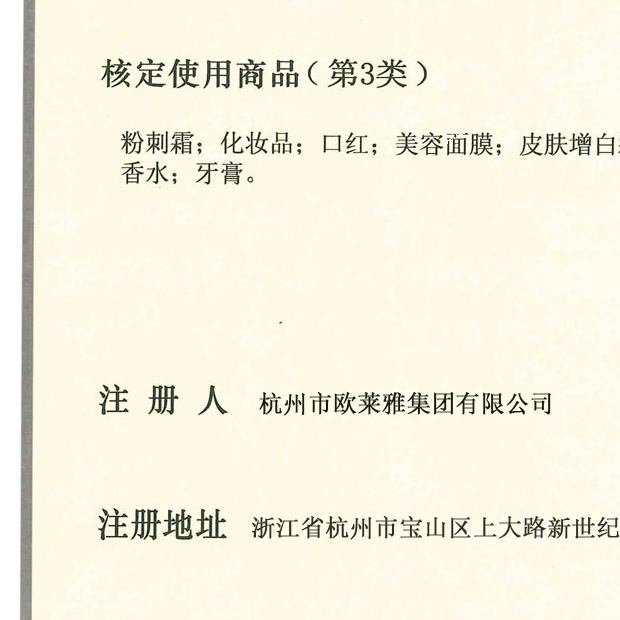 核定使用商品（第3类）
粉刺霜；化妆品；口红；美容面膜；皮肤增白
香水；牙膏。
注 册 人 杭州市欧莱雅集团有限公司
注册地址 浙江省杭州市宝山区上大路新世纪